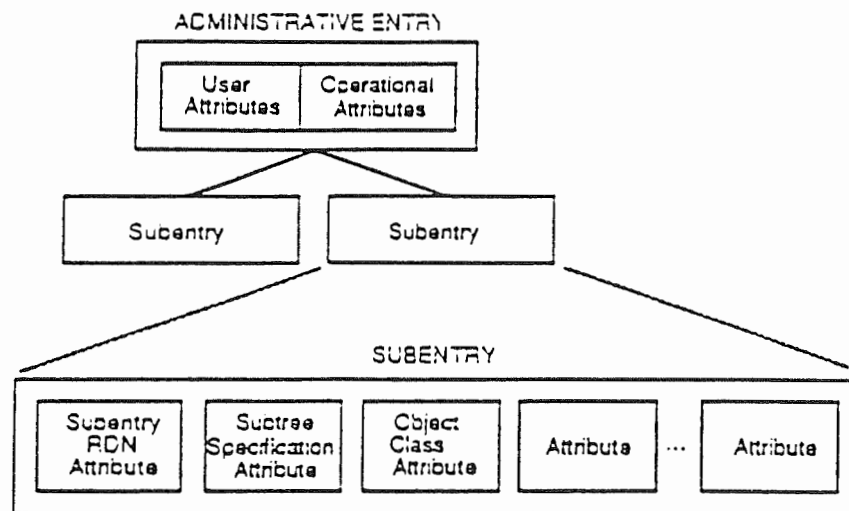 ADMINISTRATIVE ENTRY
User
Attributes
Operational
Attributes
Subentry
Subentry
SUBENTRY
Subentry
RDN
Attribute
Subtree
Specification
Attribute
Object
Class
Attribute
Attribute
...
Attribute